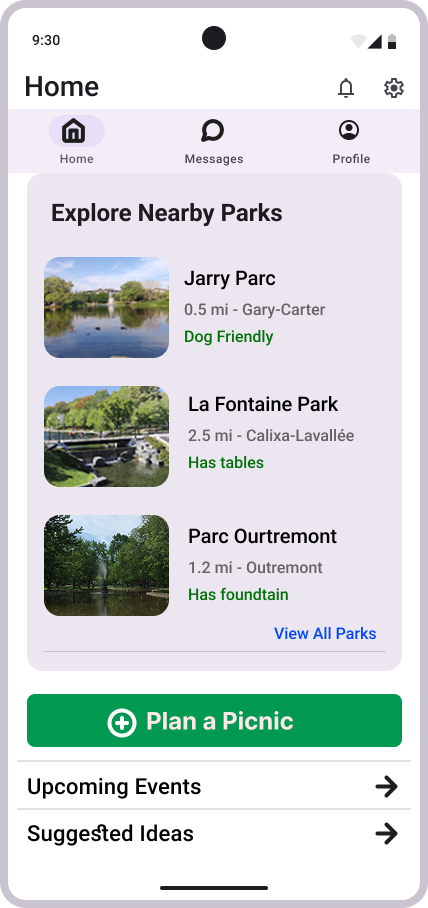 9:30
Home
Home
Messages
Profile
Explore Nearby Parks
Jarry Parc
0.5 mi - Gary-Carter
Dog Friendly
La Fontaine Park
2.5 mi - Calixa-Lavallée
Has tables
Parc Ourtremont
1.2 mi - Outremont
Has foundtain
View All Parks
Plan a Picnic
Upcoming Events
Suggested Ideas